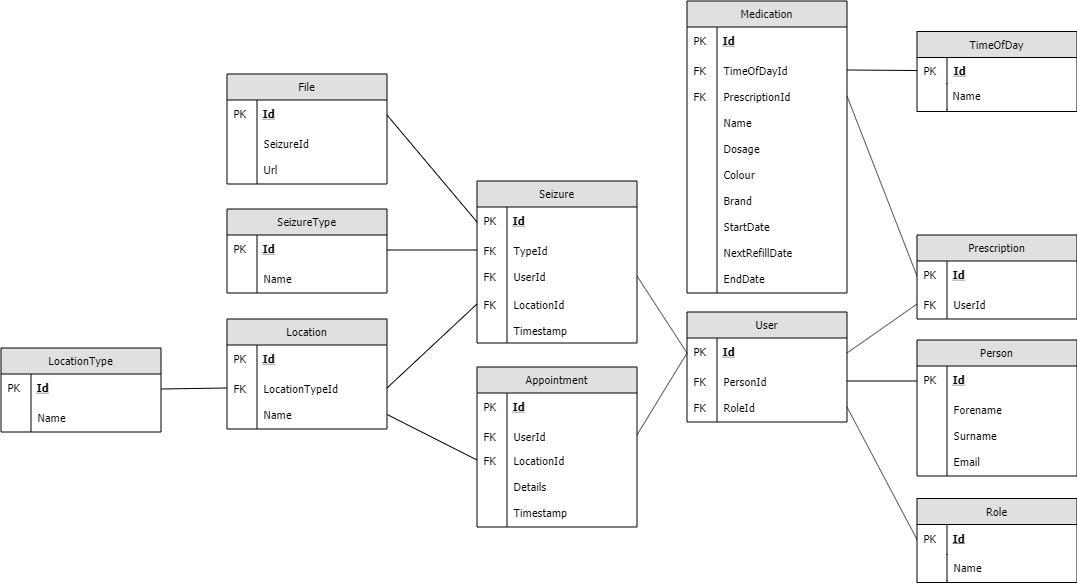 Medication
PK Id
FK TimeOfDayId
FK PrescriptionId
Name
Dosage
Colour
Brand
StartDate
NextRefillDate
EndDate
TimeOfDay
PK Id
Name
File
PK Id
SeizureId
Url
Seizure
PK Id
FK TypeId
FK UserId
FK LocationId
Timestamp
SeizureType
PK Id
Name
Prescription
PK Id
FK UserId
Location
PK Id
FK LocationTypeId
Name
LocationType
PK Id
Name
User
PK Id
FK PersonId
FK RoleId
Person
PK Id
Forename
Surname
Email
Appointment
PK Id
FK UserId
FK LocationId
Details
Timestamp
Role
PK Id
Name